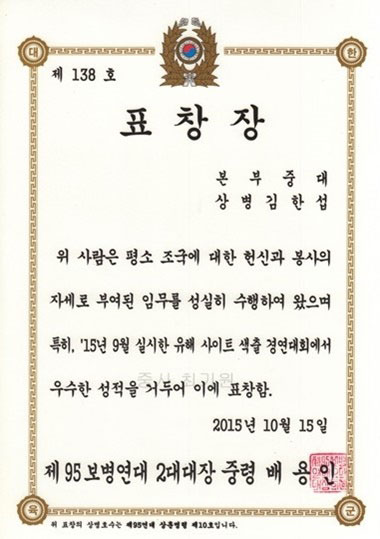 대 한
제 138 호
표 창 장
본 부 중 대
상 병 김 한 섭
위 사람은 평소 조국에 대한 헌신과 봉사의
자세로 부여된 임무를 성실히 수행하여 왔으며
특히, '15년 9월 실시한 유해 사이트 색출 경연대회에서
우수한 성적을 거두어 이에 표창함.
2015년 10월 15일
제 95 보병연대 2대대장 중령 배 용 인
육 군
위 표창의 상병호수는 제95연대 상훈명령 제10호입니다.